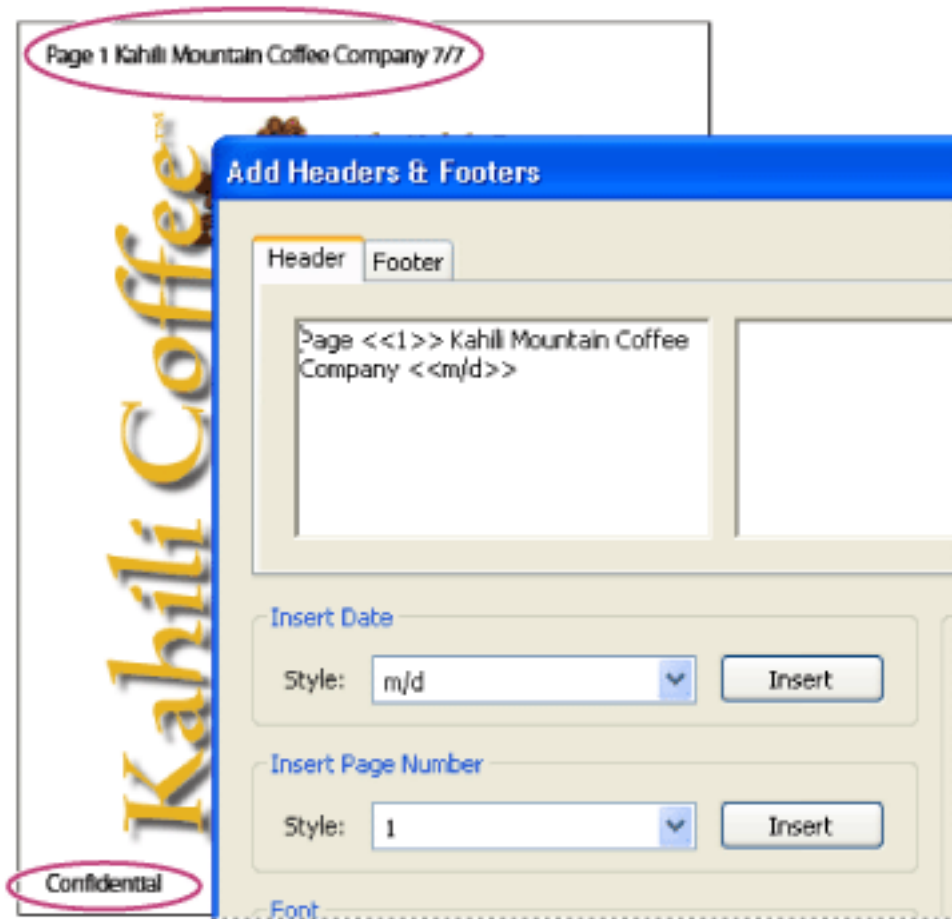 Page 1 Kahili Mountain Coffee Company 7/7
Kahili Coffee™
Add Headers & Footers
Header
Footer
Page <<1>> Kahili Mountain Coffee
Company <<m/d>>
Insert Date
Style:
m/d
Insert
Insert Page Number
Style:
1
Insert
Confidential
Font